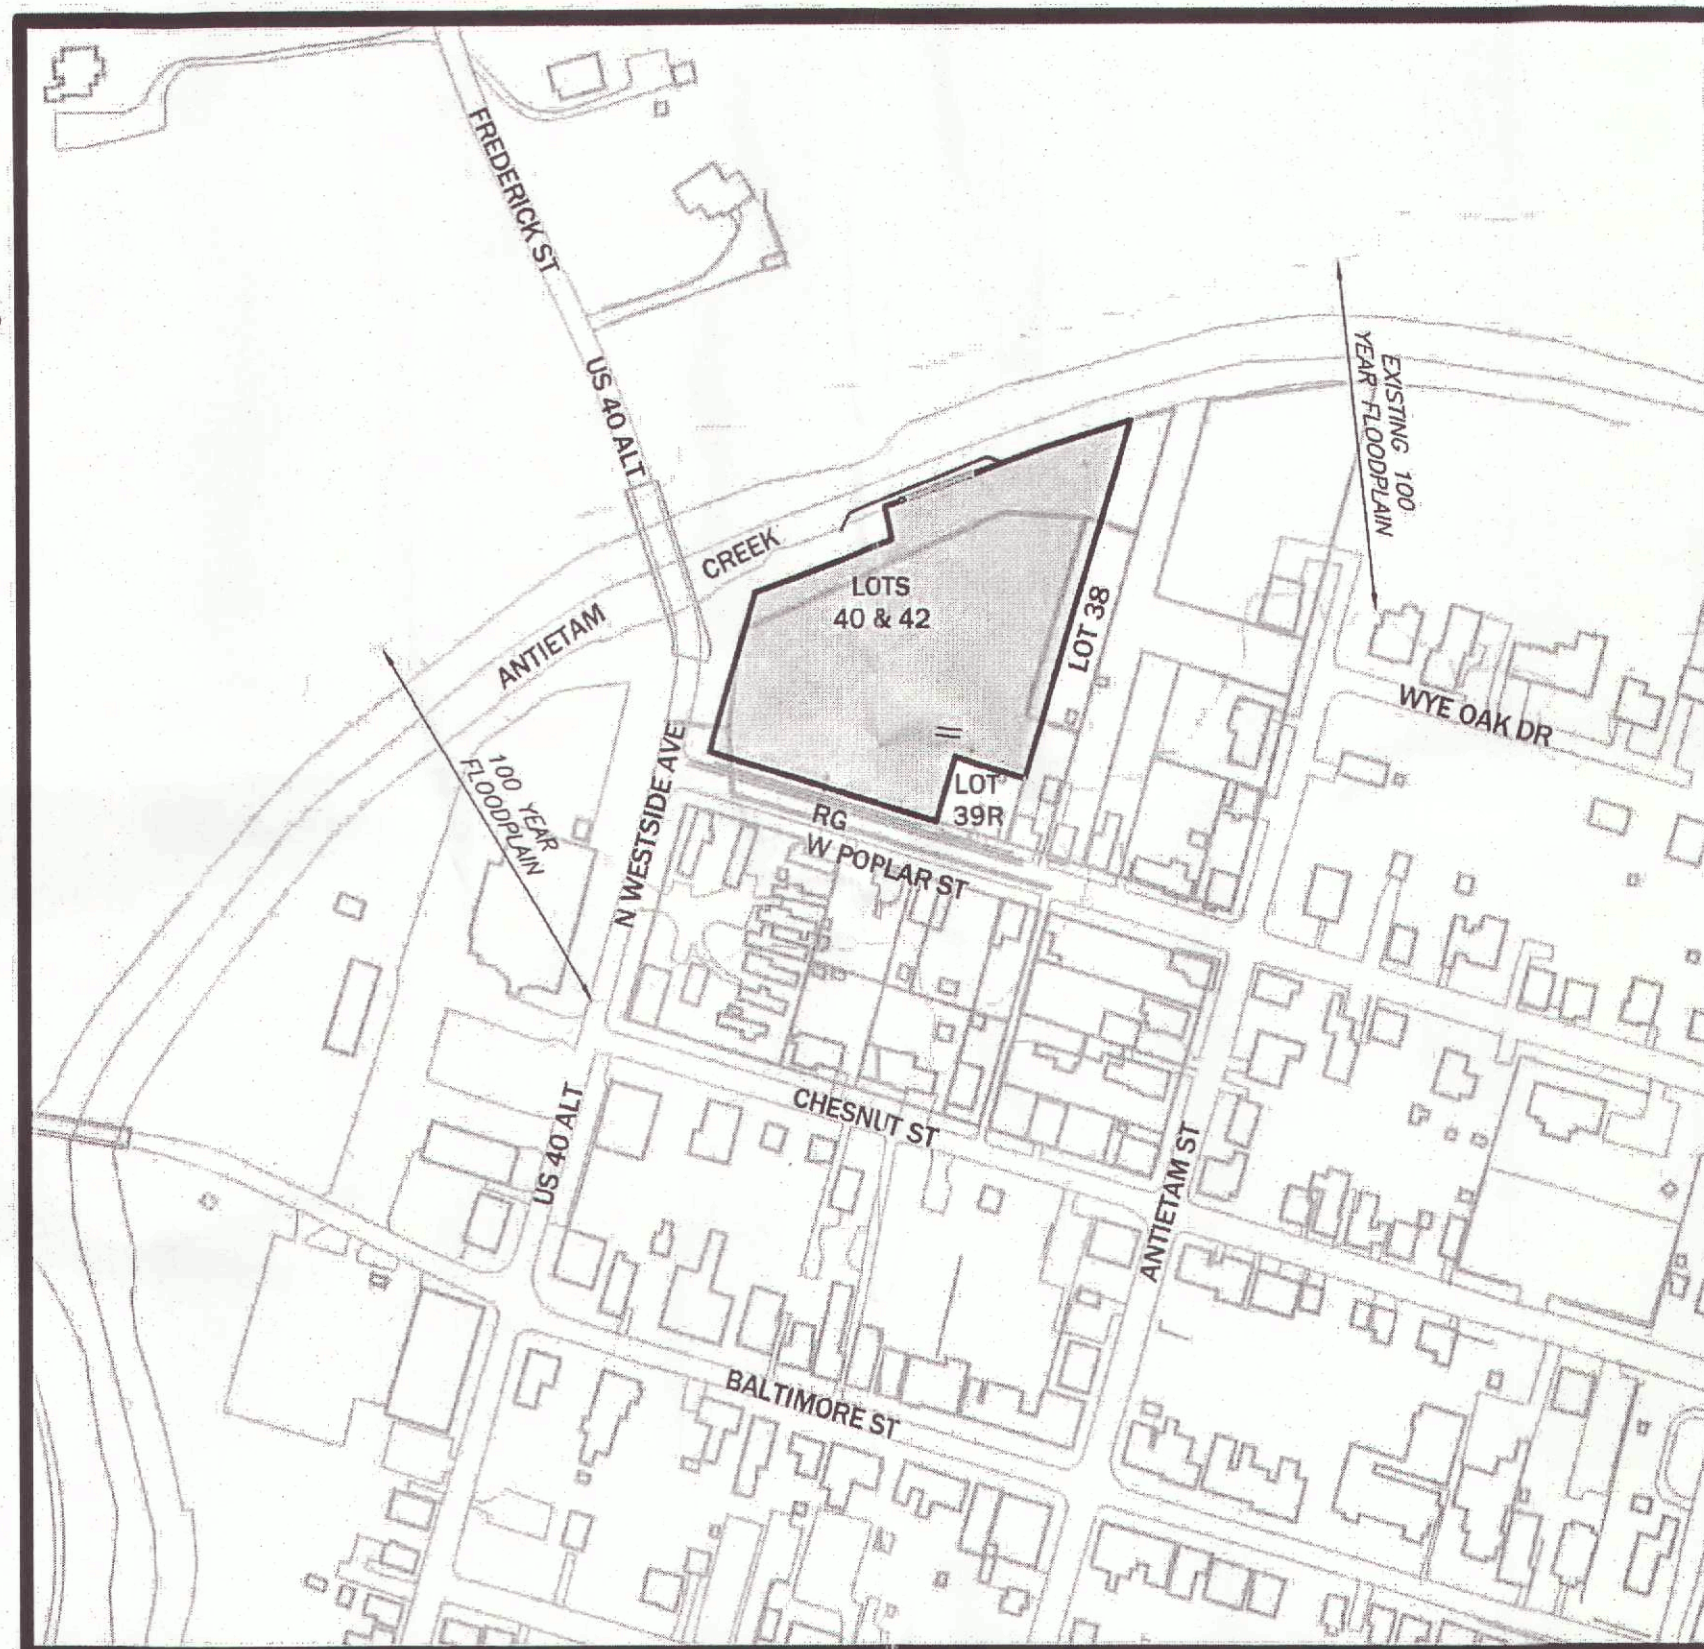 FREDERICK ST
US 40 ALT
EXISTING 100
YEAR FLOODPLAIN
CREEK
ANTIETAM
LOTS
40 & 42
LOT 38
WYE OAK DR
100 YEAR
FLOODPLAIN
N WESTSIDE AVE
LOT
39R
RG
W POPLAR ST
CHESNUT ST
US 40 ALT
ANTIETAM ST
BALTIMORE ST